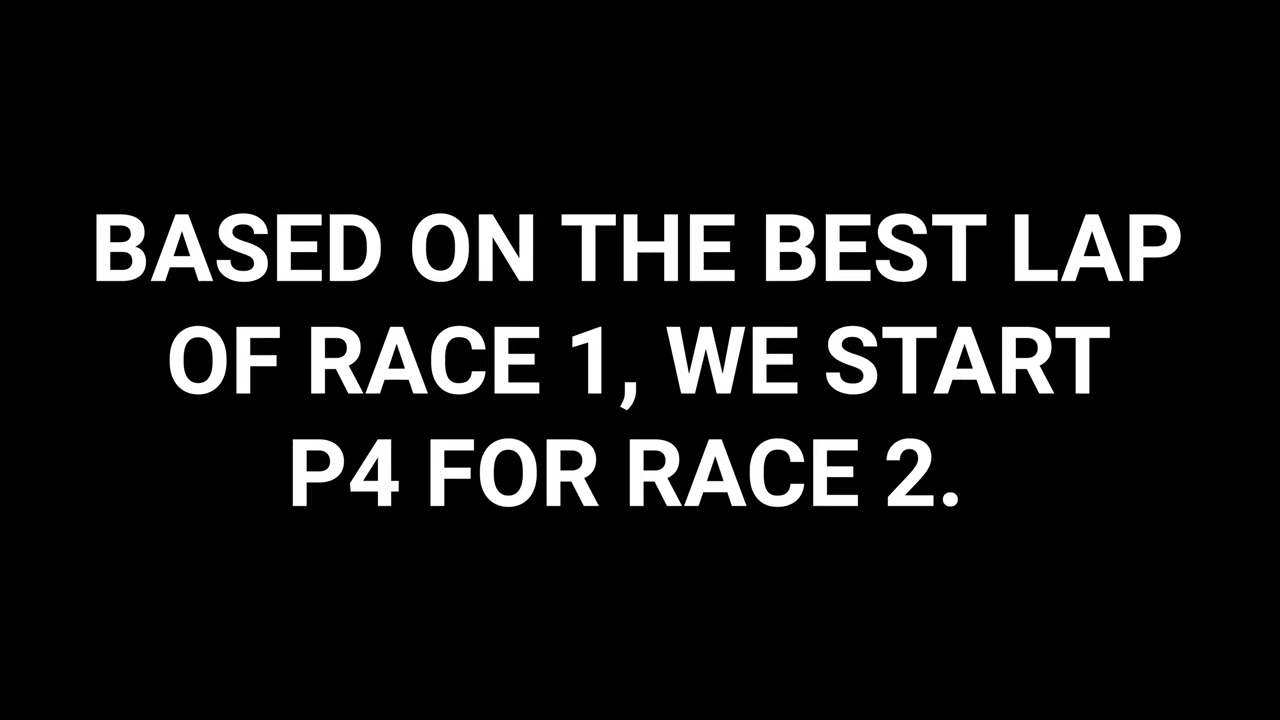 BASED ON THE BEST LAP
OF RACE 1, WE START
P4 FOR RACE 2.